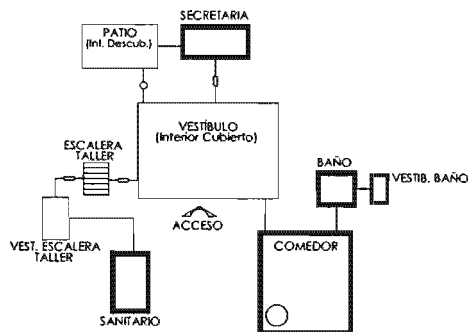 SECRETARIA
PATIO
(Int. Descub.)
VESTÍBULO
(Interior Cubierto)
ESCALERA
TALLER
BAÑO
VESTIB. BAÑO
ACCESO
VEST. ESCALERA
TALLER
COMEDOR
SANITARIO